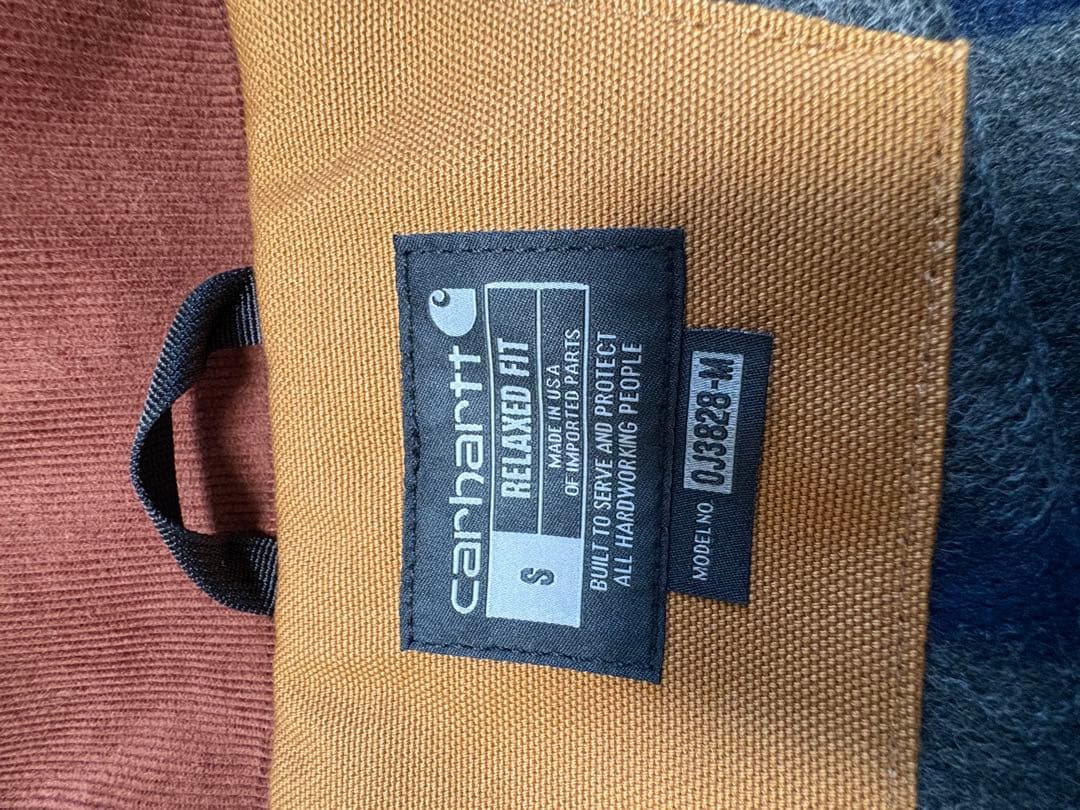 carhartt
S RELAXED FIT
MADE IN USA
OF IMPORTED PARTS
BUILT TO SERVE AND PROTECT
ALL HARDWORKING PEOPLE
MODEL NO. OJ3828-M